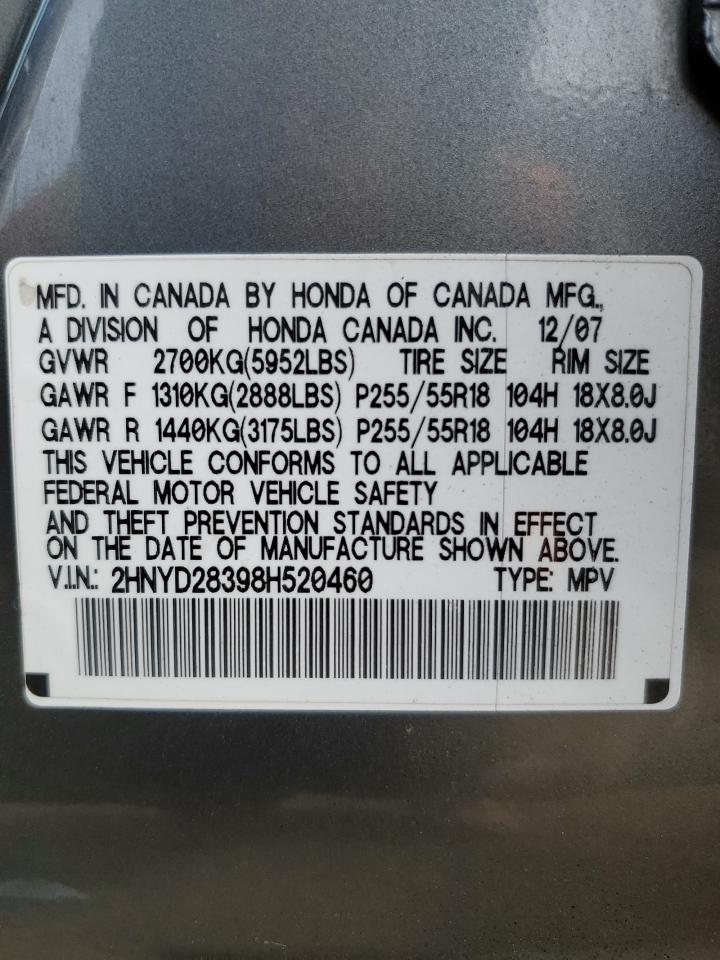 MFD. IN CANADA BY HONDA OF CANADA MFG.,
A DIVISION OF HONDA CANADA INC. 12/07
GVWR 2700KG(5952LBS) TIRE SIZE RIM SIZE
GAWR F 1310KG(2888LBS) P255/55R18 104H 18X8.0J
GAWR R 1440KG(3175LBS) P255/55R18 104H 18X8.0J
THIS VEHICLE CONFORMS TO ALL APPLICABLE
FEDERAL MOTOR VEHICLE SAFETY
AND THEFT PREVENTION STANDARDS IN EFFECT
ON THE DATE OF MANUFACTURE SHOWN ABOVE.
V.I.N.: 2HNYD28398H520460 TYPE: MPV